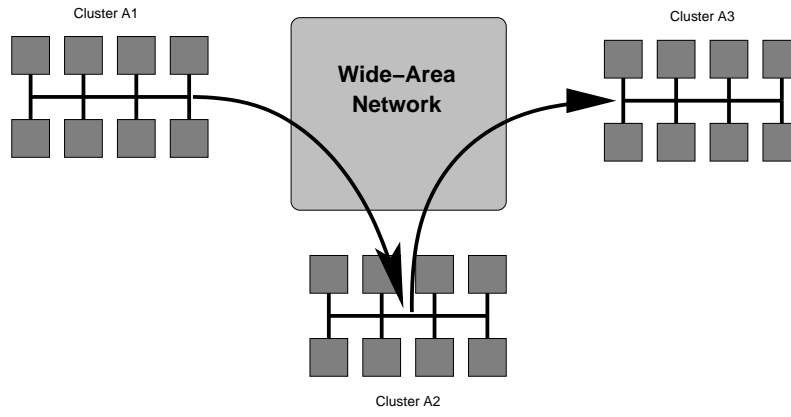 Cluster A1
Cluster A3
Wide–Area
Network
Cluster A2